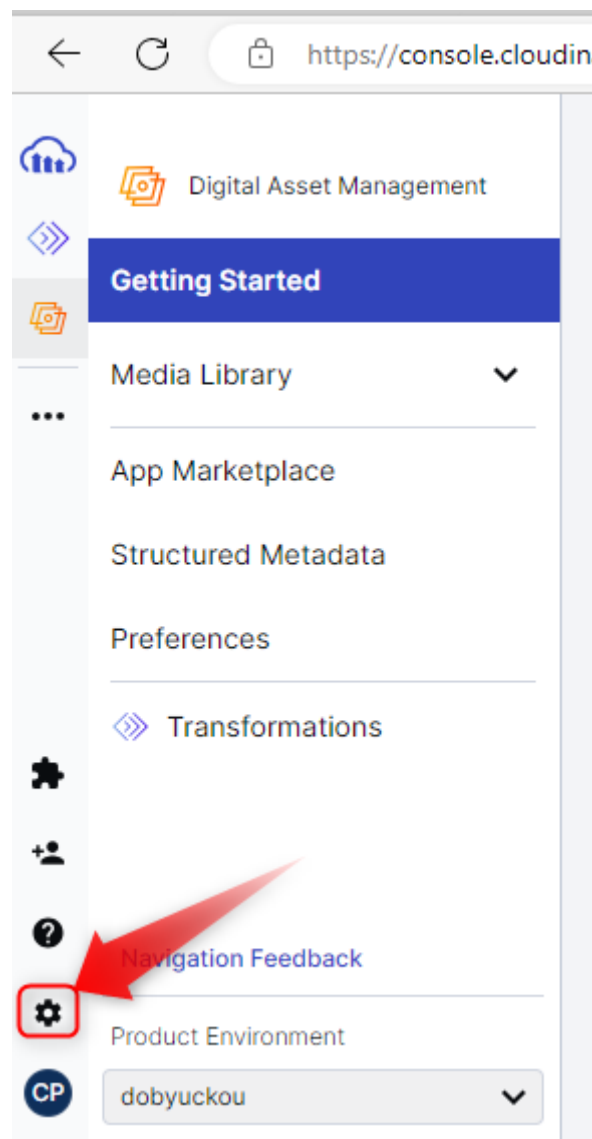 https://console.cloudin
Digital Asset Management
Getting Started
Media Library
App Marketplace
Structured Metadata
Preferences
Transformations
Navigation Feedback
Product Environment
CP
dobyuckou